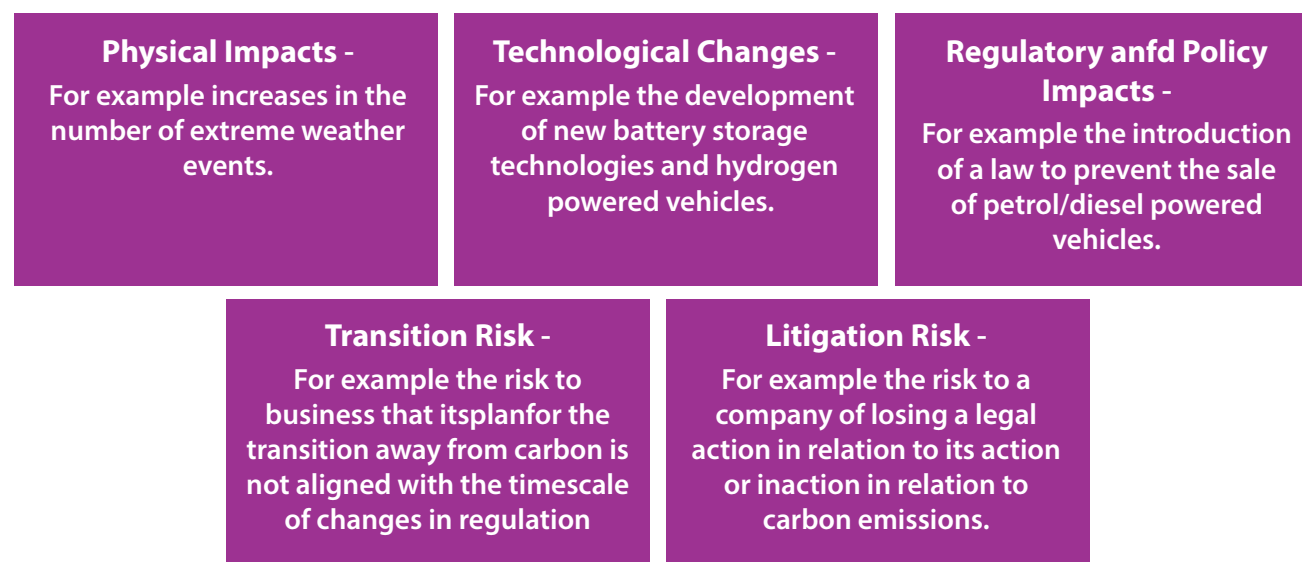 Physical Impacts -
For example increases in the
number of extreme weather
events.
Technological Changes -
For example the development
of new battery storage
technologies and hydrogen
powered vehicles.
Regulatory anfd Policy
Impacts -
For example the introduction
of a law to prevent the sale
of petrol/diesel powered
vehicles.
Transition Risk -
For example the risk to
business that itsplanfor the
transition away from carbon is
not aligned with the timescale
of changes in regulation
Litigation Risk -
For example the risk to a
company of losing a legal
action in relation to its action
or inaction in relation to
carbon emissions.